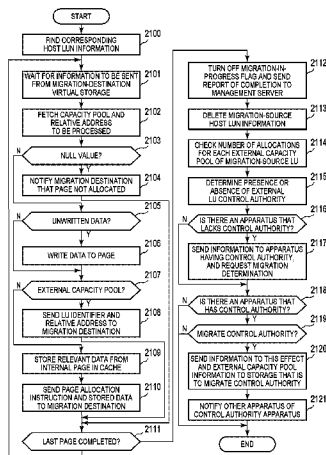 START
2100
FIND CORRESPONDING
HOST LUN INFORMATION
2101
WAIT FOR INFORMATION TO BE SENT
FROM MIGRATION-DESTINATION
VIRTUAL STORAGE
2102
FETCH CAPACITY POOL AND
RELATIVE ADDRESS
TO BE PROCESSED
2103
N
NULL VALUE?
Y
2104
NOTIFY MIGRATION DESTINATION
THAT PAGE NOT ALLOCATED
2105
N
UNWRITTEN DATA?
Y
2106
WRITE DATA TO PAGE
2107
N
EXTERNAL CAPACITY POOL?
Y
2108
SEND LU IDENTIFIER AND
RELATIVE ADDRESS TO
MIGRATION DESTINATION
2109
STORE RELEVANT DATA FROM
INTERNAL PAGE IN CACHE
2110
SEND PAGE ALLOCATION
INSTRUCTION AND STORED DATA
TO MIGRATION DESTINATION
2111
LAST PAGE COMPLETED?
Y
N
2112
TURN OFF MIGRATION-IN-
PROGRESS FLAG AND SEND
REPORT OF COMPLETION TO
MANAGEMENT SERVER
2113
DELETE MIGRATION-SOURCE
HOST LUN INFORMATION
2114
CHECK NUMBER OF ALLOCATIONS
FOR EACH EXTERNAL CAPACITY
POOL OF MIGRATION-SOURCE LU
2115
DETERMINE PRESENCE OR
ABSENCE OF EXTERNAL
LU CONTROL AUTHORITY
2116
N
IS THERE AN APPARATUS THAT
LACKS CONTROL AUTHORITY?
Y
2117
SEND INFORMATION TO APPARATUS
HAVING CONTROL AUTHORITY,
AND REQUEST MIGRATION
DETERMINATION
2118
N
IS THERE AN APPARATUS THAT
HAS CONTROL AUTHORITY?
Y
2119
N
MIGRATE CONTROL AUTHORITY?
Y
2120
SEND INFORMATION TO THIS EFFECT
AND EXTERNAL CAPACITY POOL
INFORMATION TO STORAGE THAT IS
TO MIGRATE CONTROL AUTHORITY
2121
NOTIFY OTHER APPARATUS OF
CONTROL AUTHORITY APPARATUS
END